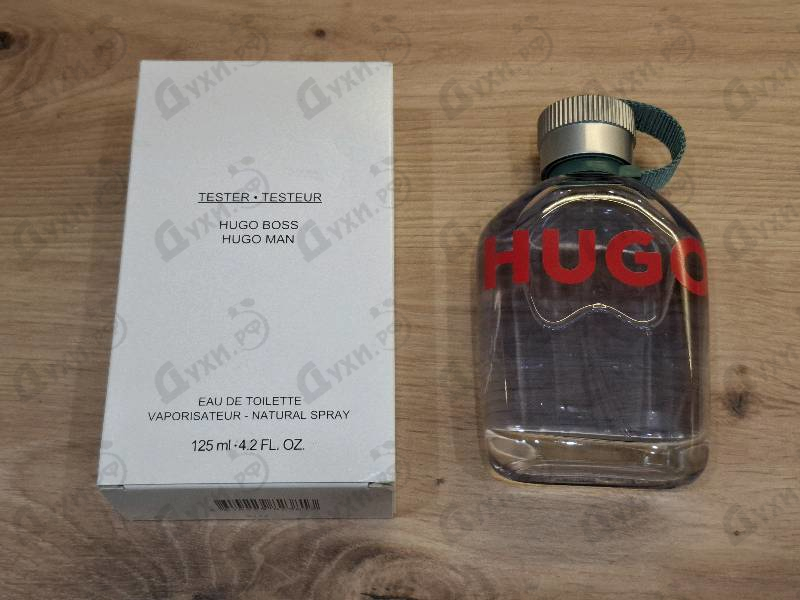 TESTER • TESTEUR
HUGO BOSS
HUGO MAN
EAU DE TOILETTE
VAPORISATEUR - NATURAL SPRAY
125 ml · 4.2 FL. OZ.
HUGO
Духи.рф